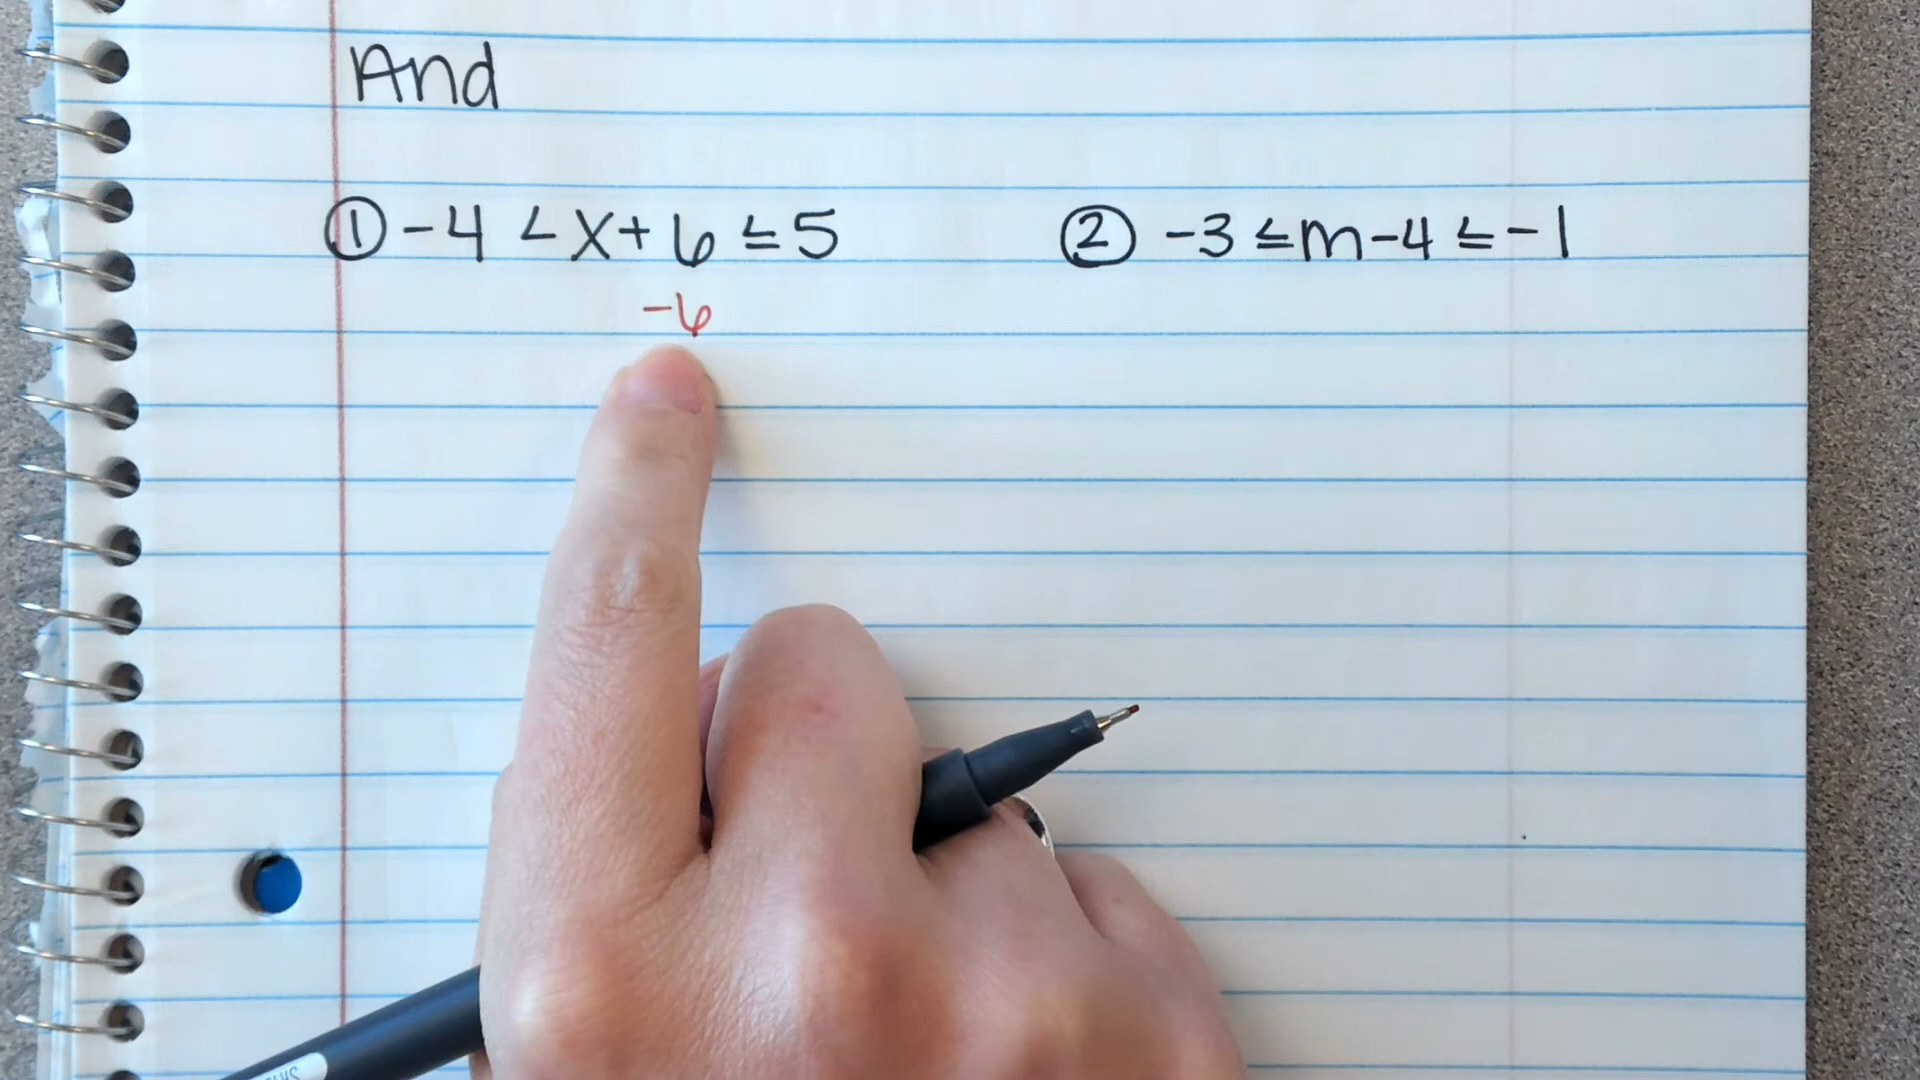 And
① -4 < x + 6 ≤ 5
② -3 ≤ m - 4 ≤ -1
-6